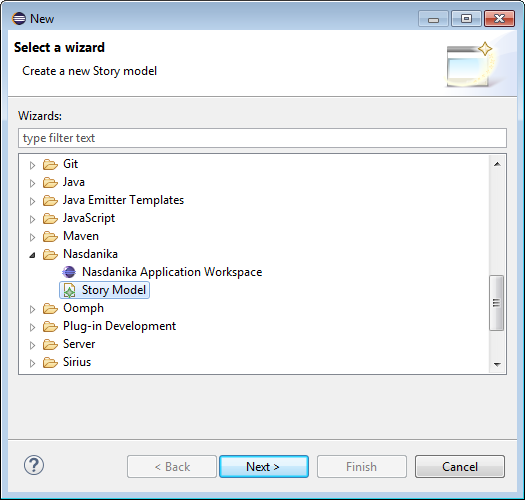 New
Select a wizard
Create a new Story model
Wizards:
type filter text
Git
Java
Java Emitter Templates
JavaScript
Maven
Nasdanika
Nasdanika Application Workspace
Story Model
Oomph
Plug-in Development
Server
Sirius
?
< Back
Next >
Finish
Cancel